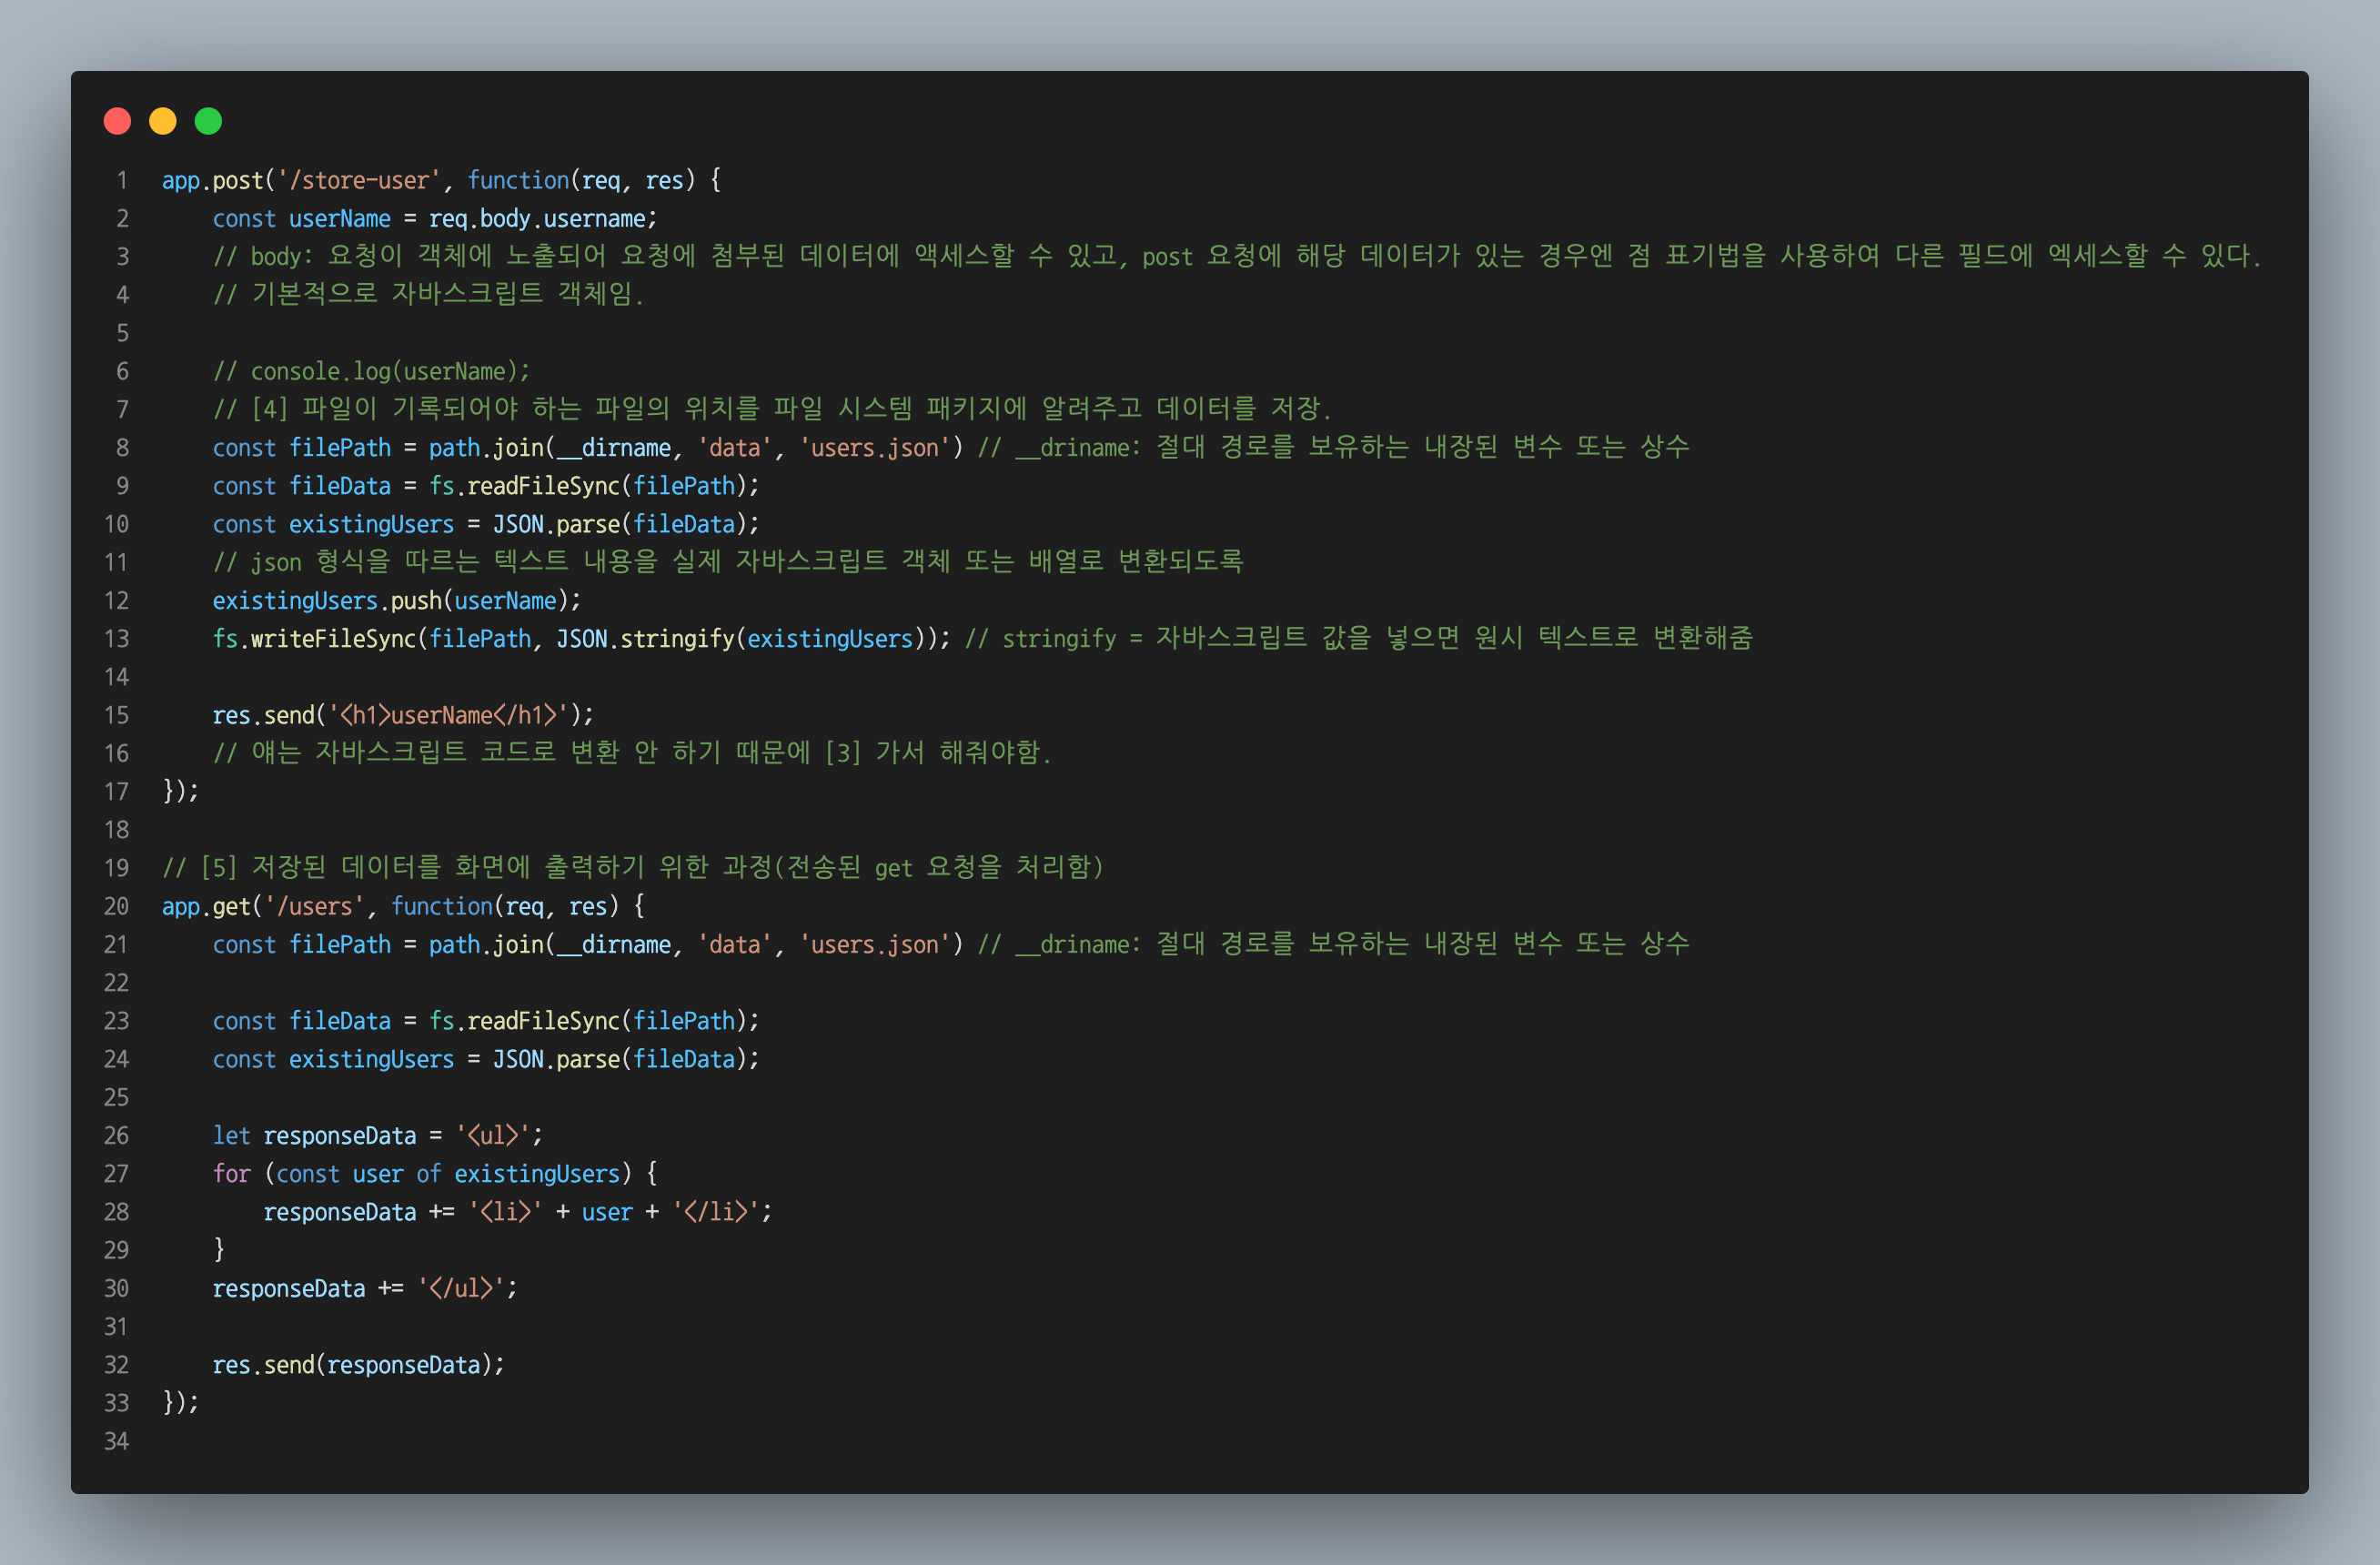 1 app.post('/store-user', function(req, res) {
2     const userName = req.body.username;
3     // body: 요청이 객체에 노출되어 요청에 첨부된 데이터에 액세스할 수 있고, post 요청에 해당 데이터가 있는 경우엔 점 표기법을 사용하여 다른 필드에 엑세스할 수 있다.
4     // 기본적으로 자바스크립트 객체임.
5
6     // console.log(userName);
7     // [4] 파일이 기록되어야 하는 파일의 위치를 파일 시스템 패키지에 알려주고 데이터를 저장.
8     const filePath = path.join(__dirname, 'data', 'users.json') // __driname: 절대 경로를 보유하는 내장된 변수 또는 상수
9     const fileData = fs.readFileSync(filePath);
10     const existingUsers = JSON.parse(fileData);
11     // json 형식을 따르는 텍스트 내용을 실제 자바스크립트 객체 또는 배열로 변환되도록
12     existingUsers.push(userName);
13     fs.writeFileSync(filePath, JSON.stringify(existingUsers)); // stringify = 자바스크립트 값을 넣으면 원시 텍스트로 변환해줌
14
15     res.send('<h1>userName</h1>');
16     // 얘는 자바스크립트 코드로 변환 안 하기 때문에 [3] 가서 해줘야함.
17 });
18
19 // [5] 저장된 데이터를 화면에 출력하기 위한 과정(전송된 get 요청을 처리함)
20 app.get('/users', function(req, res) {
21     const filePath = path.join(__dirname, 'data', 'users.json') // __driname: 절대 경로를 보유하는 내장된 변수 또는 상수
22
23     const fileData = fs.readFileSync(filePath);
24     const existingUsers = JSON.parse(fileData);
25
26     let responseData = '<ul>';
27     for (const user of existingUsers) {
28         responseData += '<li>' + user + '</li>';
29     }
30     responseData += '</ul>';
31
32     res.send(responseData);
33 });
34